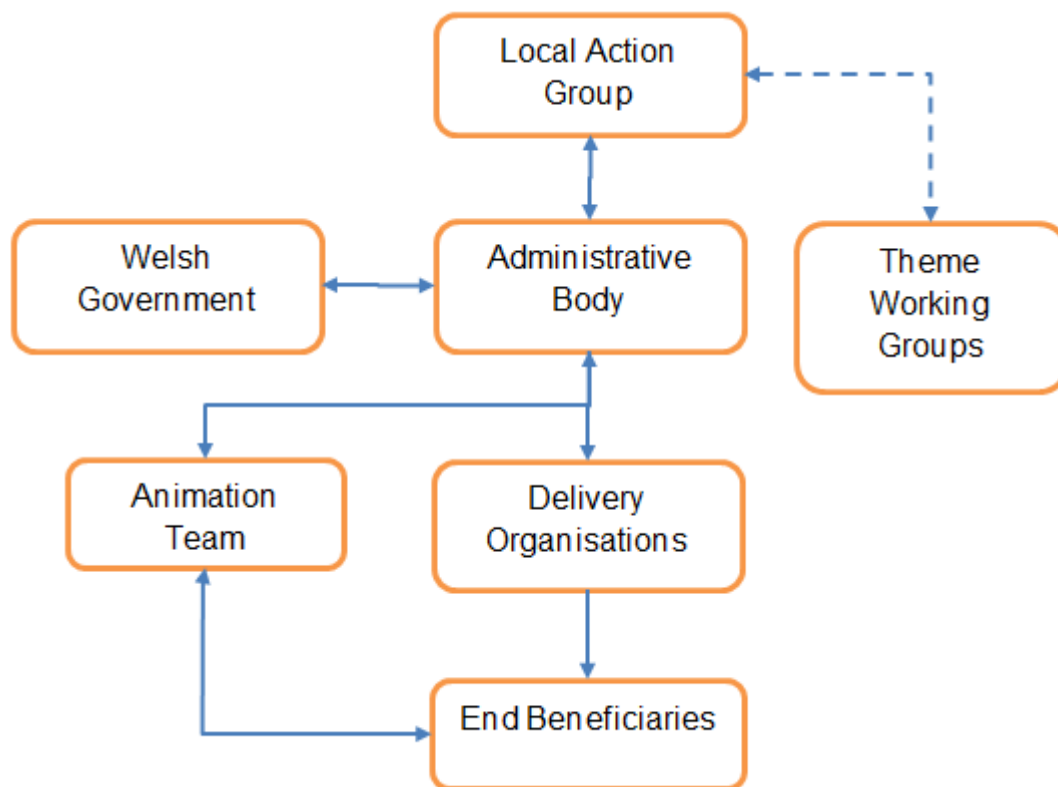 Local Action
Group
Welsh
Government
Administrative
Body
Theme
Working
Groups
Animation
Team
Delivery
Organisations
End Beneficiaries